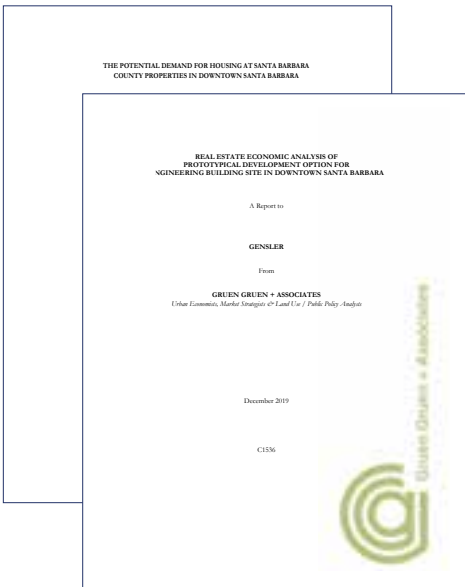 THE POTENTIAL DEMAND FOR HOUSING AT SANTA BARBARA
COUNTY PROPERTIES IN DOWNTOWN SANTA BARBARA
REAL ESTATE ECONOMIC ANALYSIS OF
PROTOTYPICAL DEVELOPMENT OPTION FOR
NGINEERING BUILDING SITE IN DOWNTOWN SANTA BARBARA
A Report to
GENSLER
From
GRUEN GRUEN + ASSOCIATES
Urban Economists, Market Strategists & Land Use / Public Policy Analysts
December 2019
C1536
Gruen Gruen + Associates